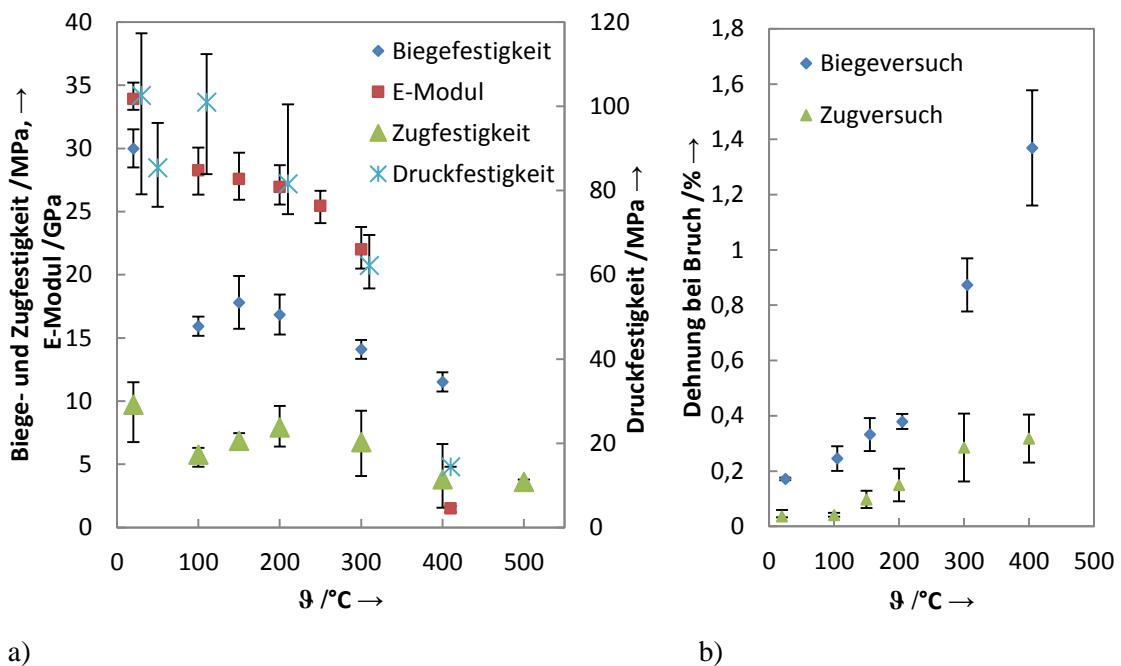 Biege- und Zugfestigkeit /MPa, →
E-Modul /GPa
40
35
30
25
20
15
10
5
0
Biegefestigkeit
E-Modul
Zugfestigkeit
Druckfestigkeit
120
100
80
60
40
20
0
Druckfestigkeit /MPa →
0 100 200 300 400 500
ϑ /°C →
a)
Dehnung bei Bruch /% →
1,8
1,6
1,4
1,2
1
0,8
0,6
0,4
0,2
0
Biegeversuch
Zugversuch
0 100 200 300 400 500
ϑ /°C →
b)